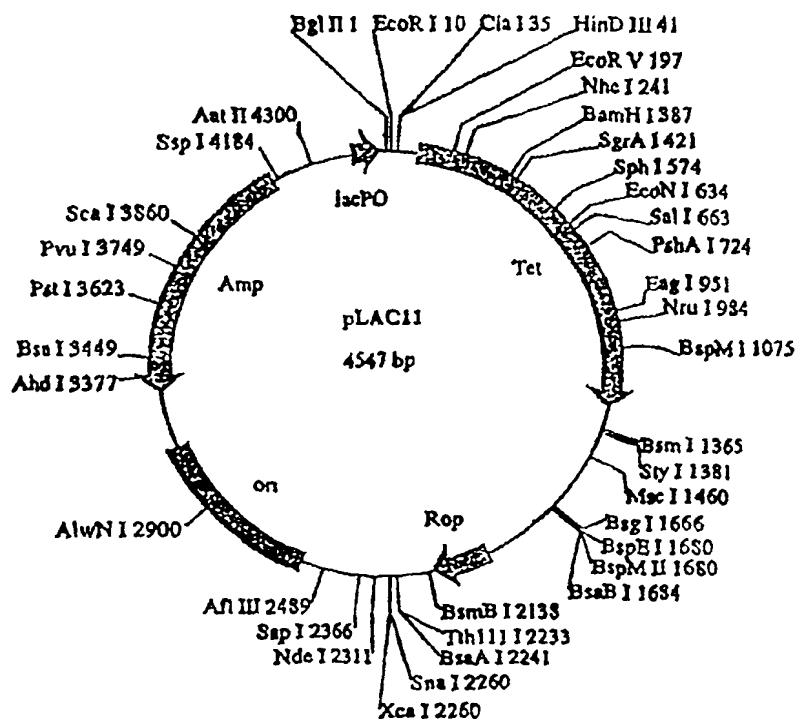 Bgl II 1
EcoR I 10
Cla I 35
HinD III 41
EcoR V 197
Nhe I 241
BamH I 387
SgrA I 421
Sph I 574
EcoN I 634
Sal I 663
PshA I 724
Eag I 951
Nru I 984
BspM I 1075
Bsm I 1365
Sty I 1381
Msc I 1460
Bsg I 1666
BspE I 1680
BspM II 1680
BsaB I 1684
BsmB I 2138
Tth111 I 2233
BsaA I 2241
Sna I 2260
Xca I 2260
Nde I 2311
Sap I 2366
Afl III 2489
AlwN I 2900
Ahd I 3377
Bsa I 3449
Pst I 3623
Pvu I 3749
Sca I 3860
Ssp I 4184
Aat II 4300
lacPO
Tet
Amp
pLAC11
4547 bp
ori
Rop